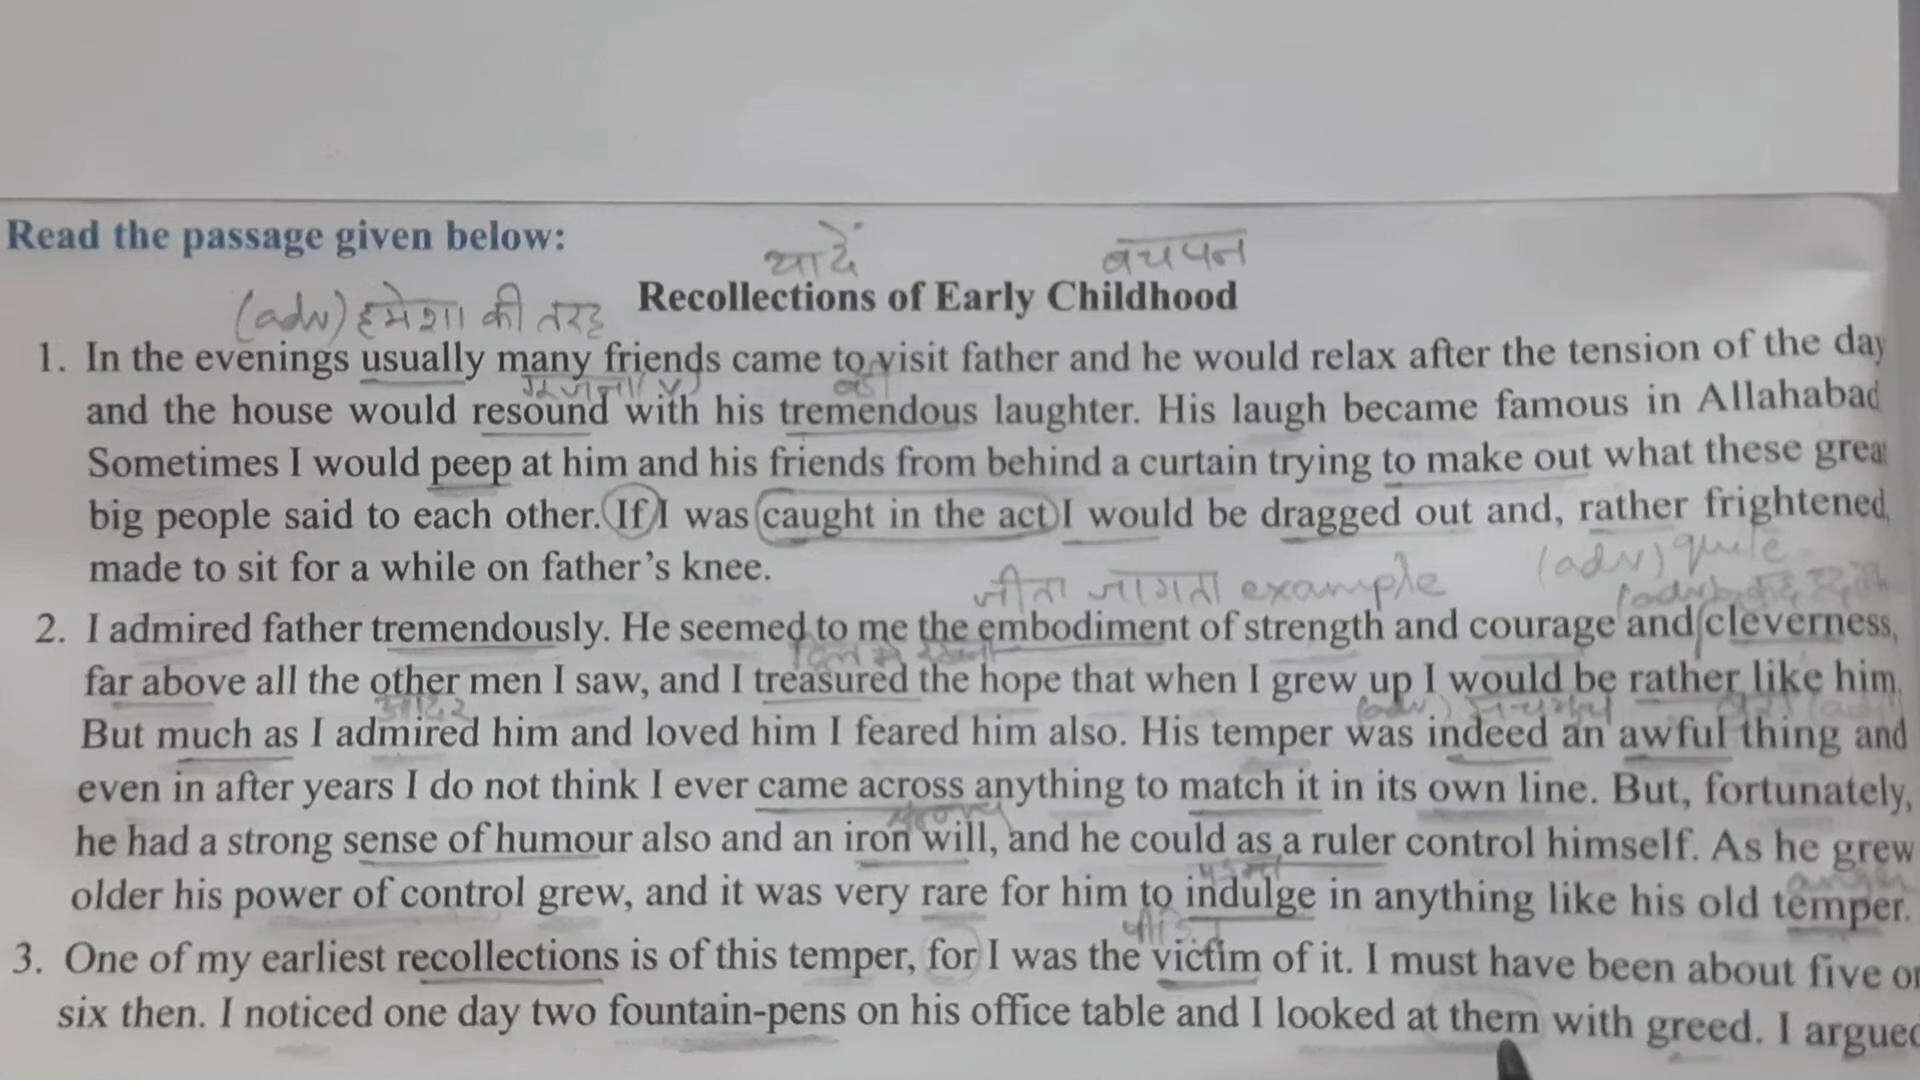 Read the passage given below:
यादें बचपन
Recollections of Early Childhood
(adv) हमेशा की तरह
1. In the evenings usually many friends came to visit father and he would relax after the tension of the day
गूंजना (v) बड़ी
and the house would resound with his tremendous laughter. His laugh became famous in Allahabad
Sometimes I would peep at him and his friends from behind a curtain trying to make out what these great
big people said to each other. If I was caught in the act I would be dragged out and, rather frightened,
made to sit for a while on father's knee.
(adv) quite
जीता जागता example
2. I admired father tremendously. He seemed to me the embodiment of strength and courage and cleverness,
दिल में रखना
far above all the other men I saw, and I treasured the hope that when I grew up I would be rather like him.
आदर (adv) सचमुच
But much as I admired him and loved him I feared him also. His temper was indeed an awful thing and
even in after years I do not think I ever came across anything to match it in its own line. But, fortunately,
he had a strong sense of humour also and an iron will, and he could as a ruler control himself. As he grew
anger
older his power of control grew, and it was very rare for him to indulge in anything like his old temper.
3. One of my earliest recollections is of this temper, for I was the victim of it. I must have been about five or
six then. I noticed one day two fountain-pens on his office table and I looked at them with greed. I argued